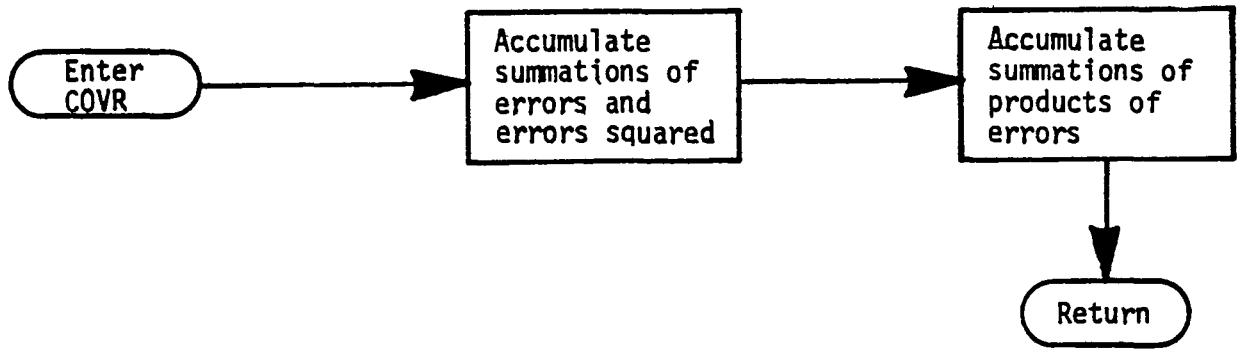 Enter
COVR
Accumulate
summations of
errors and
errors squared
Accumulate
summations of
products of
errors
Return